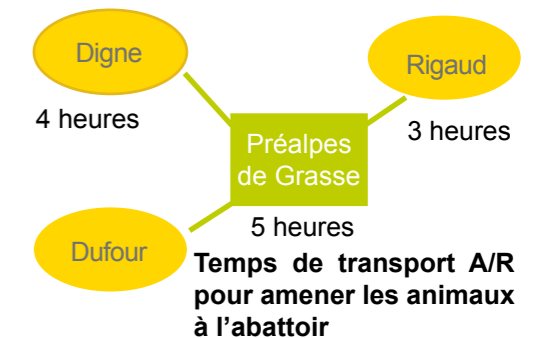 Digne
Rigaud
4 heures
3 heures
Préalpes
de Grasse
5 heures
Dufour
Temps de transport A/R
pour amener les animaux
à l'abattoir